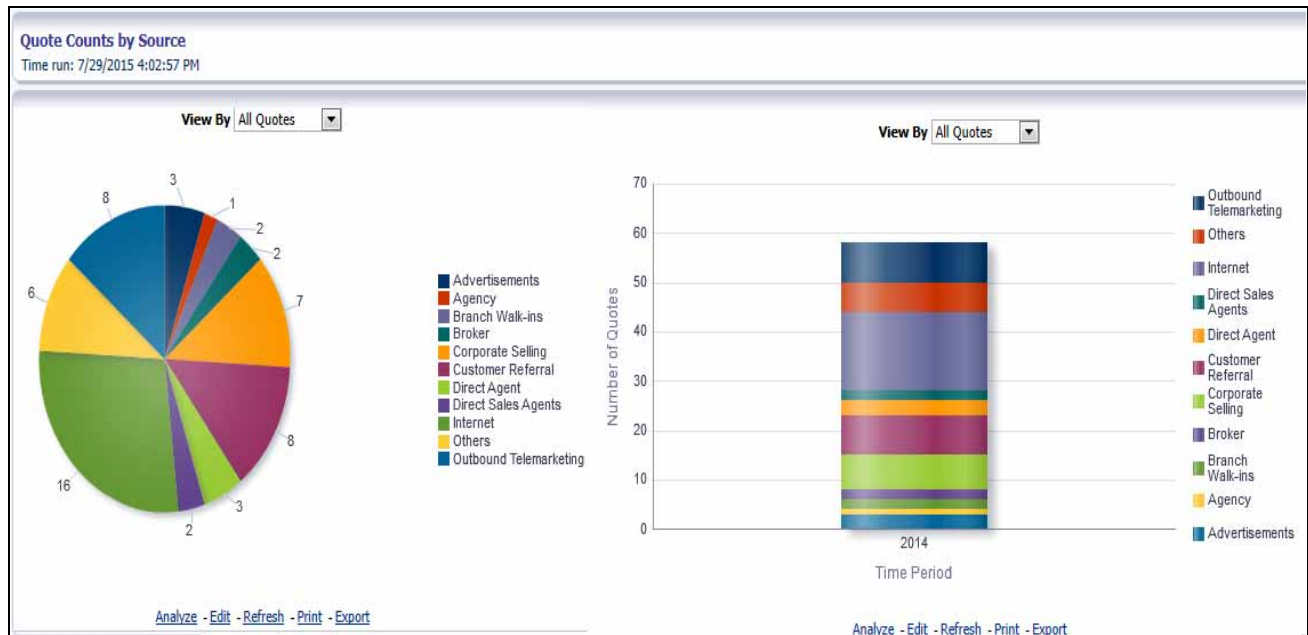 Quote Counts by Source
Time run: 7/29/2015 4:02:57 PM
View By All Quotes
3
1
2
2
7
8
3
2
16
6
8
Advertisements
Agency
Branch Walk-ins
Broker
Corporate Selling
Customer Referral
Direct Agent
Direct Sales Agents
Internet
Others
Outbound Telemarketing
Analyze - Edit - Refresh - Print - Export
View By All Quotes
70
60
50
40
30
20
10
0
Number of Quotes
2014
Time Period
Outbound
Telemarketing
Others
Internet
Direct Sales
Agents
Direct Agent
Customer
Referral
Corporate
Selling
Broker
Branch
Walk-ins
Agency
Advertisements
Analyze - Edit - Refresh - Print - Export